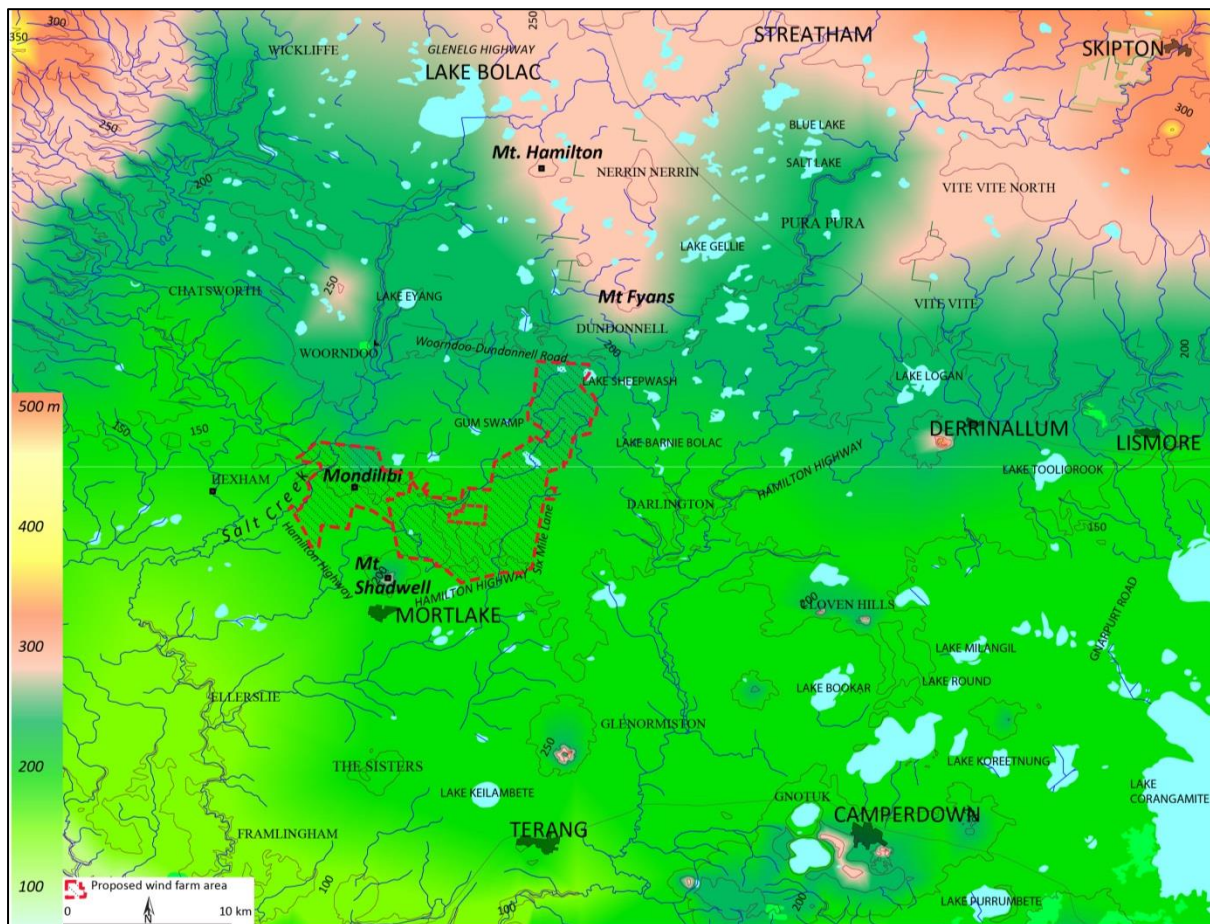 300
350
WICKLIFFE
GLENELG HIGHWAY
250
STREATHAM
SKIPTON
LAKE BOLAC
300
250
BLUE LAKE
Mt. Hamilton
SALT LAKE
NERRIN NERRIN
200
VITE VITE NORTH
PURA PURA
LAKE GELLIE
CHATSWORTH
250
LAKE EYANG
Mt Fyans
VITE VITE
DUNDONNELL
WOORNDOO
Woorndoo-Dundonnell Road
200
200
LAKE SHEEPWASH
LAKE LOGAN
500 m
150
150
GUM SWAMP
LAKE BARNIE BOLAC
DERRINALLUM
LISMORE
HEXHAM
Mondilibi
HAMILTON HIGHWAY
LAKE TOOLIOROOK
Salt Creek
DARLINGTON
400
Hamilton Highway
Six Mile Lane
150
Mt
Shadwell
200
HAMILTON HIGHWAY
MORTLAKE
200
CLOVEN HILLS
GNARPURT ROAD
300
LAKE MILANGIL
ELLERSLIE
LAKE BOOKAR
LAKE ROUND
GLENORMISTON
250
200
THE SISTERS
LAKE KOREETNUNG
LAKE KEILAMBETE
LAKE
CORANGAMITE
GNOTUK
CAMPERDOWN
FRAMLINGHAM
TERANG
100
100
Proposed wind farm area
0 10 km
100
200
LAKE PURRUMBETE